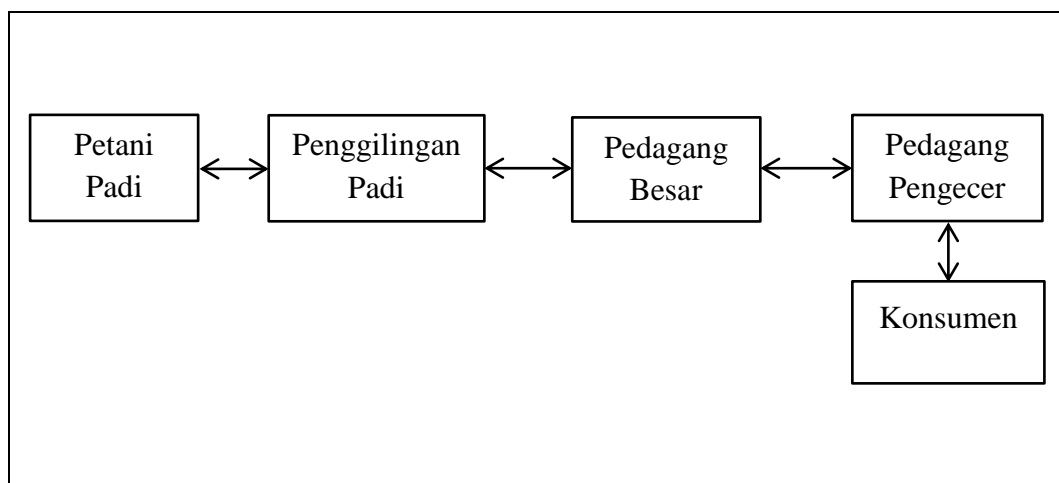 Petani
Padi
Penggilingan
Padi
Pedagang
Besar
Pedagang
Pengecer
Konsumen